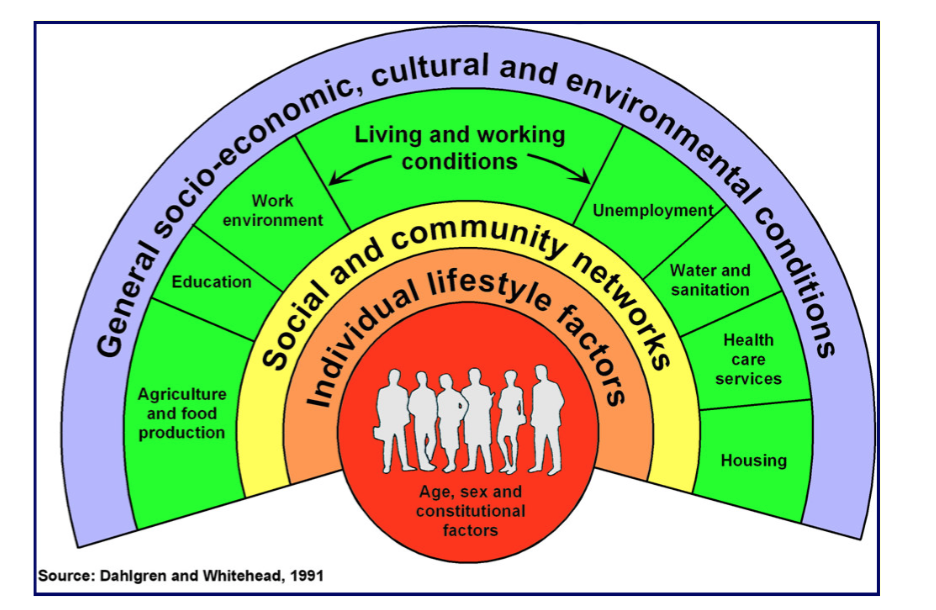 General socio-economic, cultural and environmental conditions
Living and working
conditions
Work
environment
Unemployment
Education
Water and
sanitation
Agriculture
and food
production
Health
care
services
Housing
Social and community networks
Individual lifestyle factors
Age, sex and
constitutional
factors
Source: Dahlgren and Whitehead, 1991